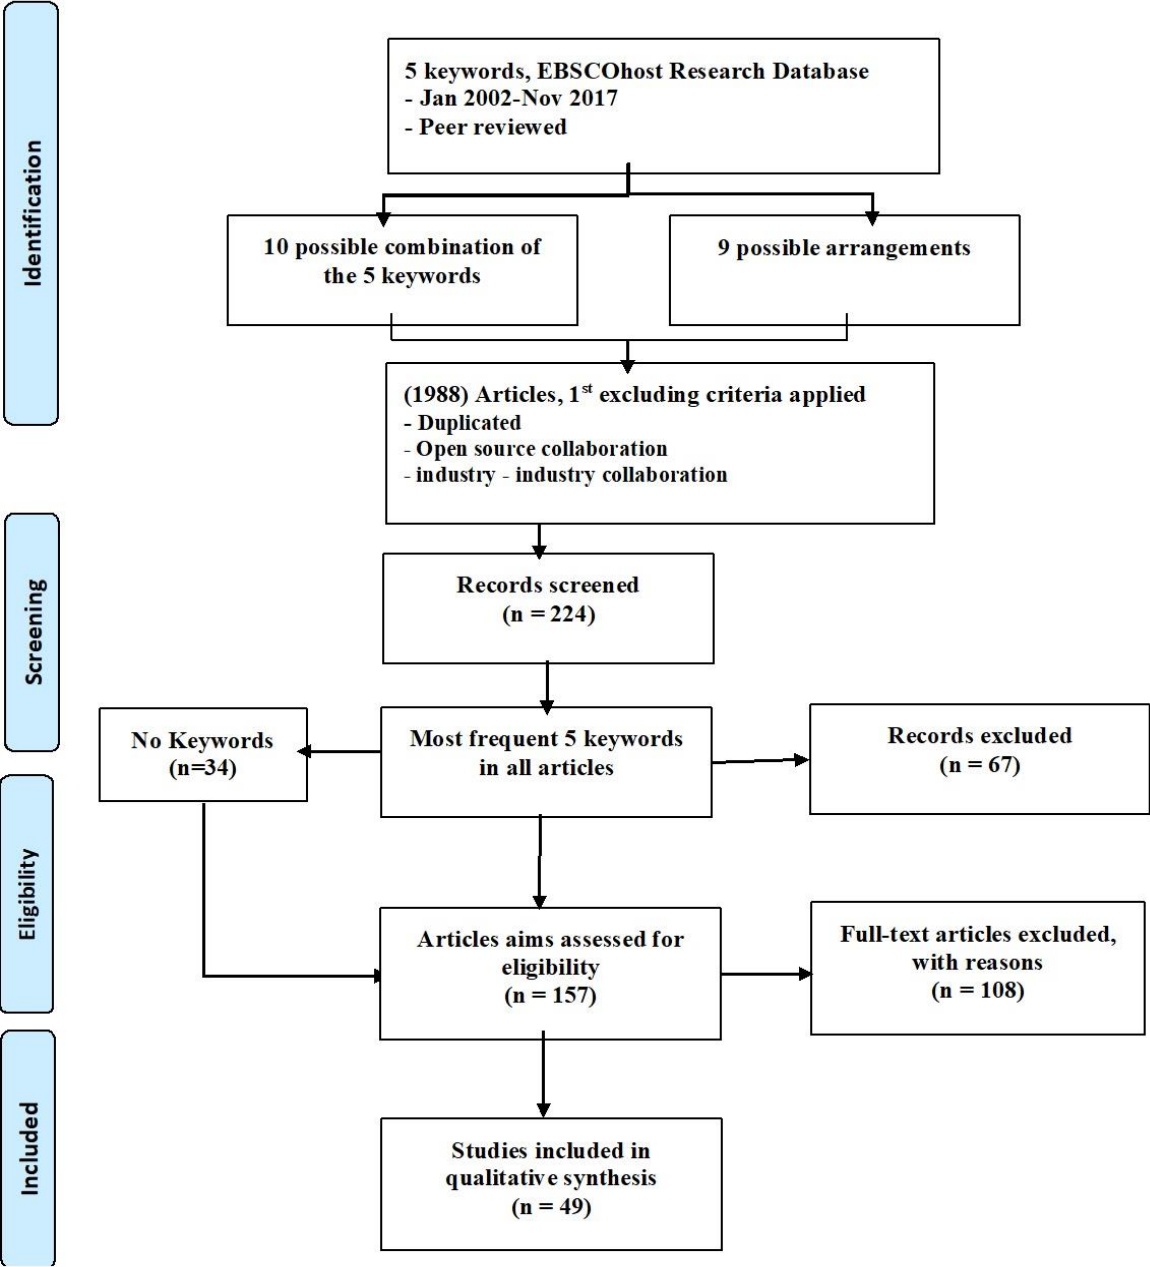 Identification
5 keywords, EBSCOhost Research Database
- Jan 2002-Nov 2017
- Peer reviewed
10 possible combination of
the 5 keywords
9 possible arrangements
(1988) Articles, 1st excluding criteria applied
- Duplicated
- Open source collaboration
- industry - industry collaboration
Screening
Records screened
(n = 224)
No Keywords
(n=34)
Most frequent 5 keywords
in all articles
Records excluded
(n = 67)
Eligibility
Articles aims assessed for
eligibility
(n = 157)
Full-text articles excluded,
with reasons
(n = 108)
Included
Studies included in
qualitative synthesis
(n = 49)